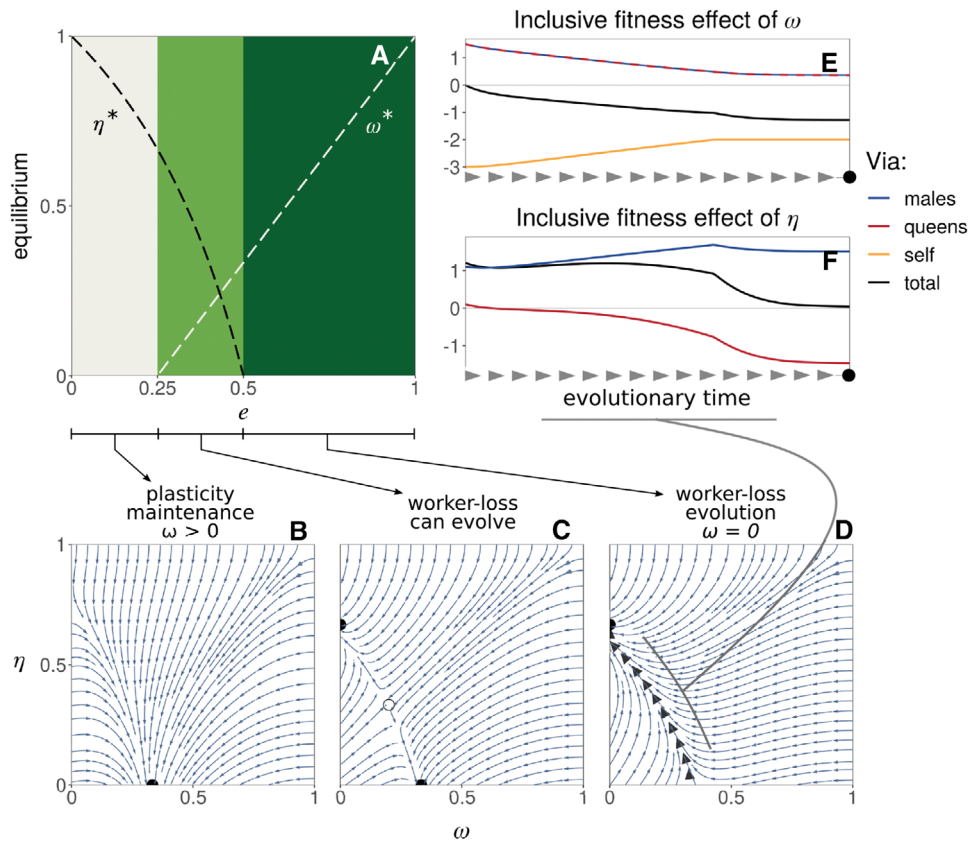 Inclusive fitness effect of ω
1
A
E
1
0
-1
-2
-3
η*
ω*
equilibrium
0.5
Via:
males
queens
self
total
Inclusive fitness effect of η
F
1
0
-1
0
0
0.25
0.5
1
e
evolutionary time
plasticity
maintenance
ω > 0
worker-loss
can evolve
worker-loss
evolution
ω = 0
B
C
D
1
η
0.5
0
0
0.5
1
0
0.5
1
0
0.5
1
ω